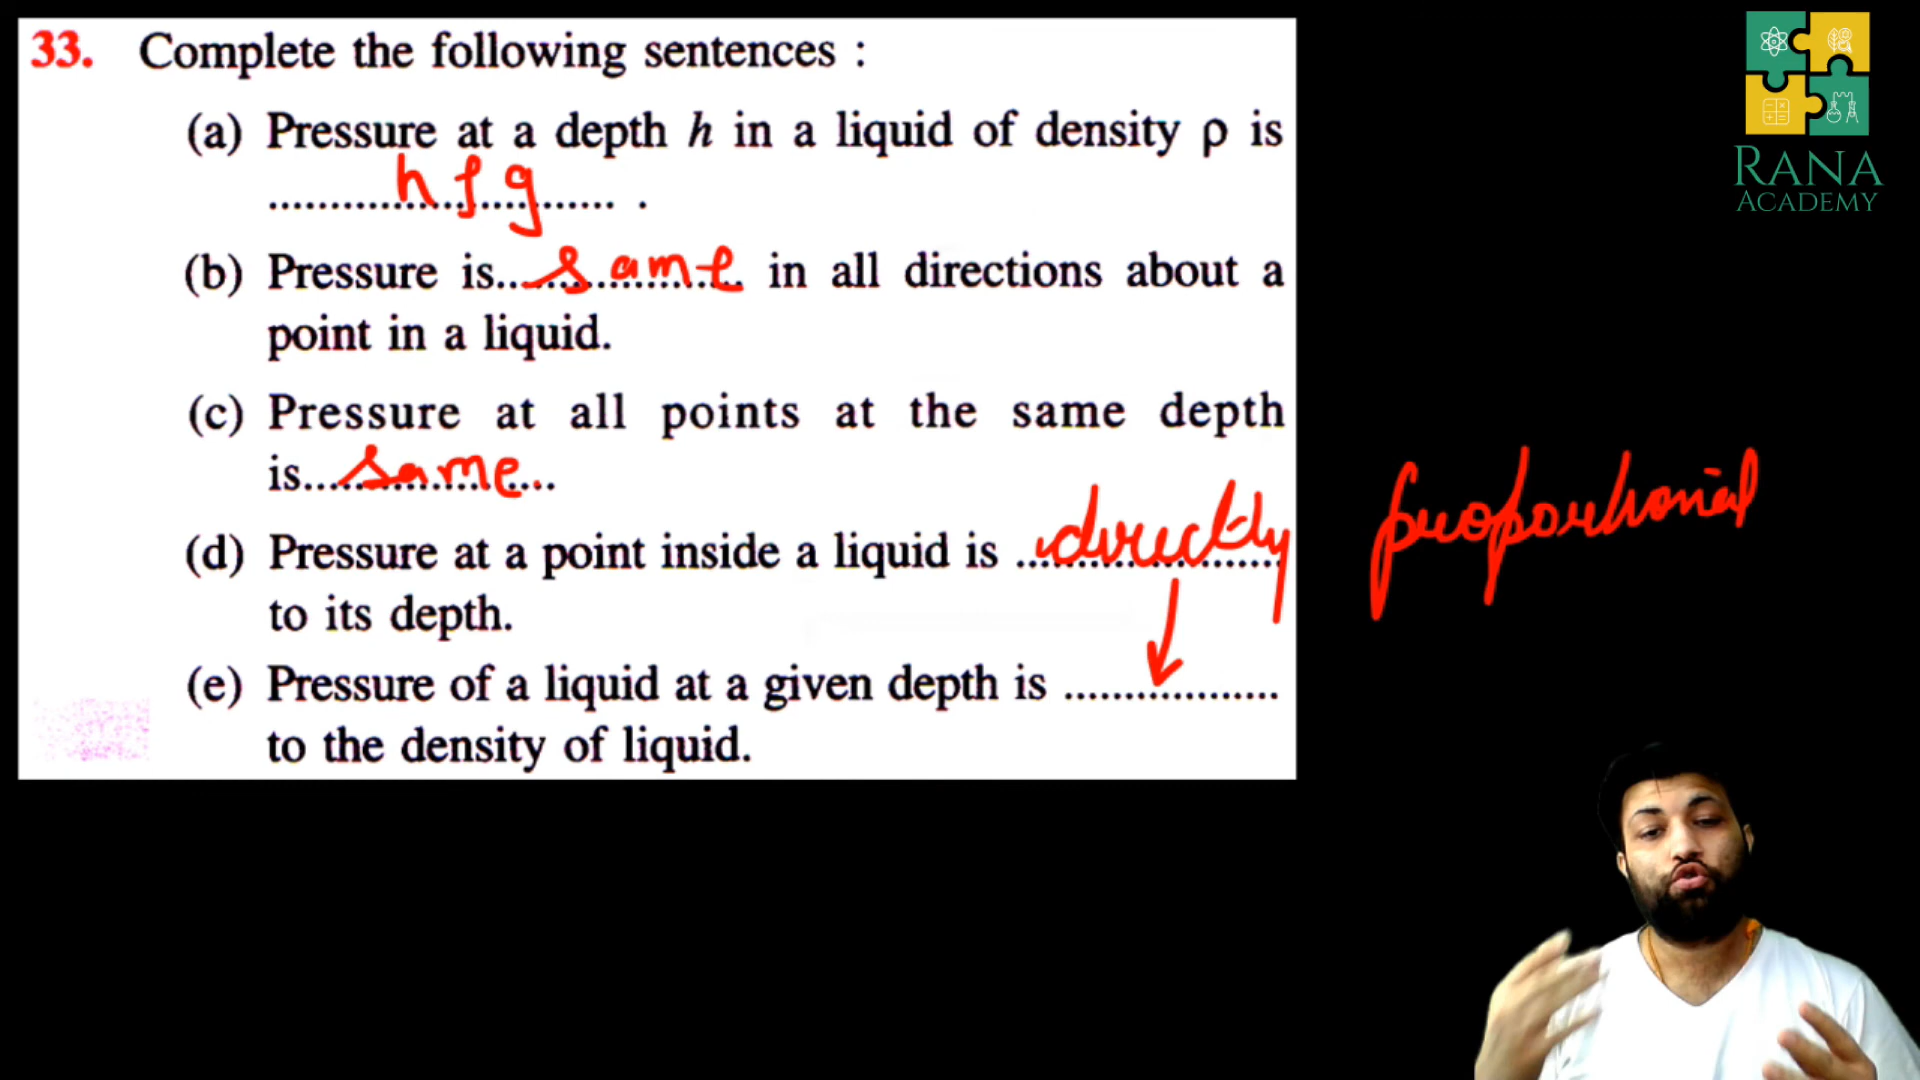 33. Complete the following sentences :
(a) Pressure at a depth h in a liquid of density ρ is
.......... hρg .......... .
(b) Pressure is.....same..... in all directions about a
point in a liquid.
(c) Pressure at all points at the same depth
is.....same.....
(d) Pressure at a point inside a liquid is .....directly..... proportional
to its depth.
(e) Pressure of a liquid at a given depth is ..................
to the density of liquid.
RANA
ACADEMY